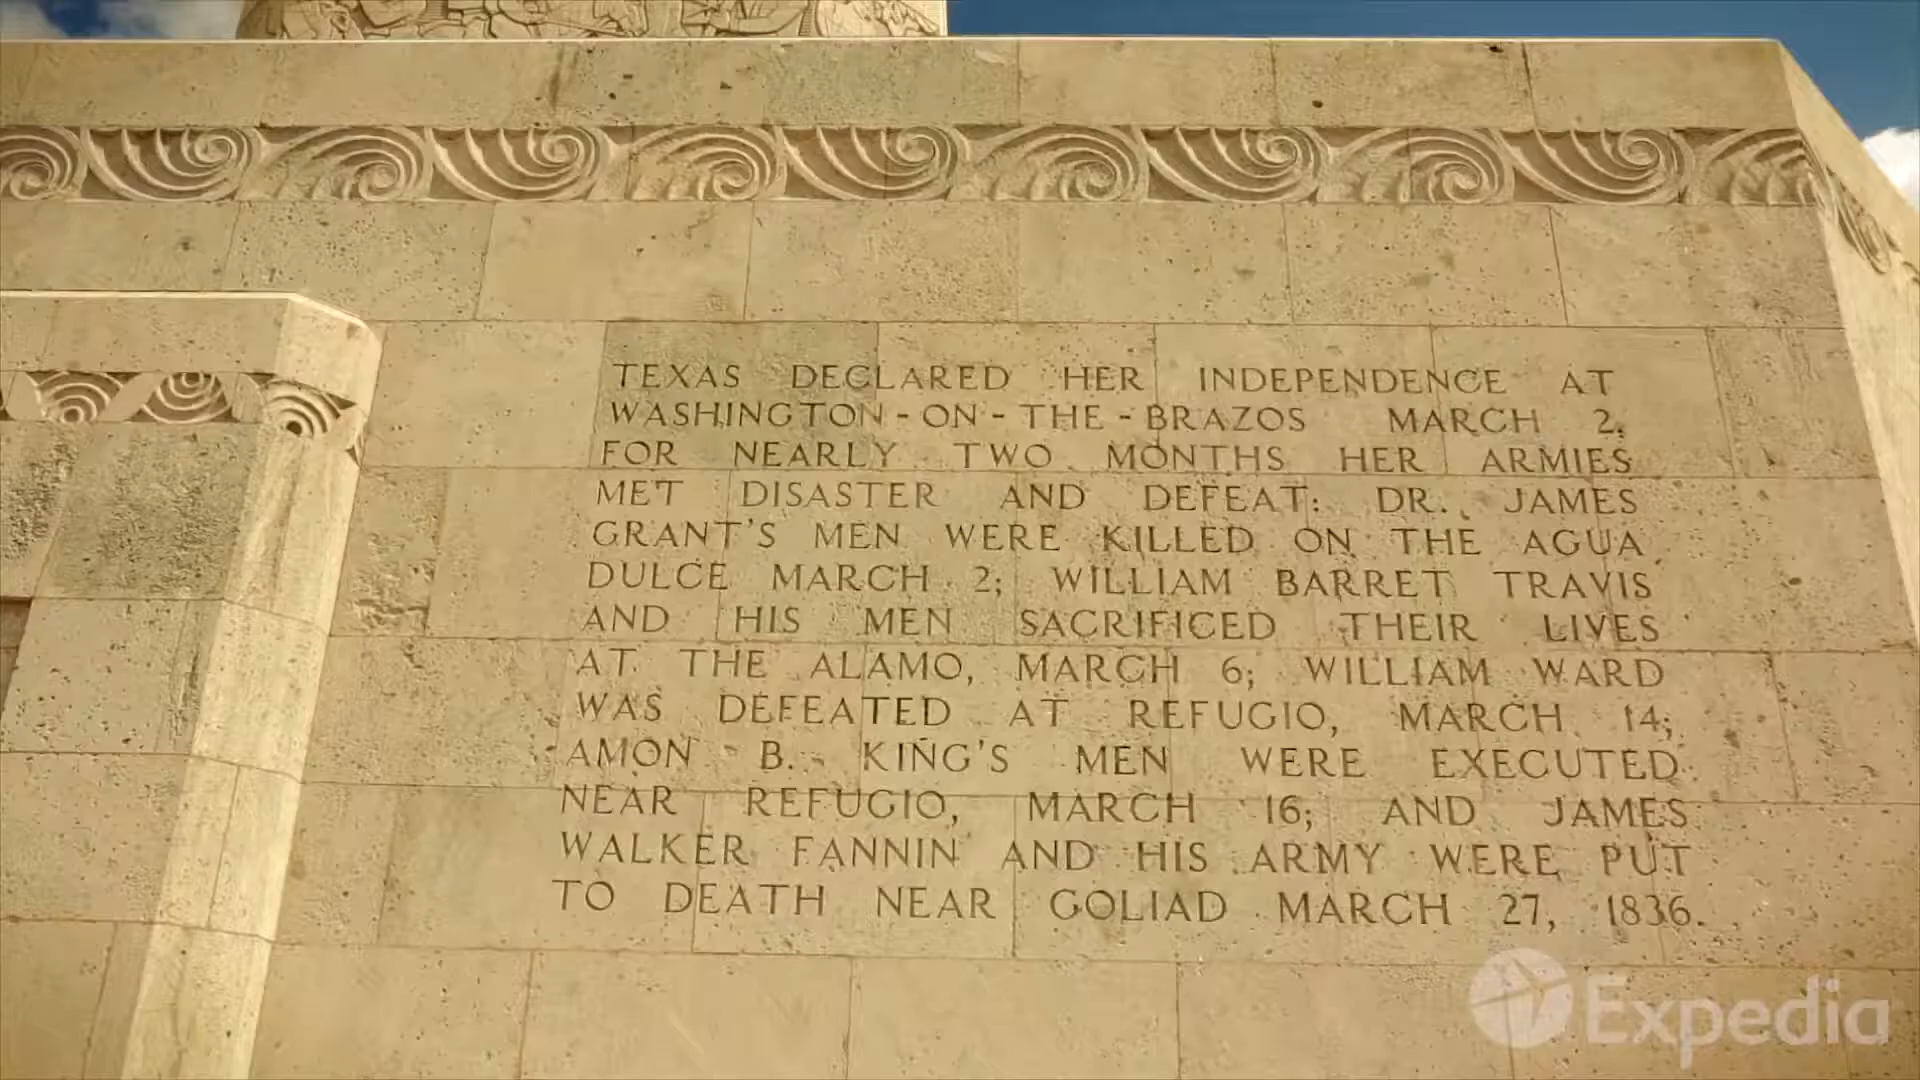 TEXAS DECLARED HER INDEPENDENCE AT
WASHINGTON-ON-THE-BRAZOS MARCH 2.
FOR NEARLY TWO MONTHS HER ARMIES
MET DISASTER AND DEFEAT: DR. JAMES
GRANT'S MEN WERE KILLED ON THE AGUA
DULCE MARCH 2; WILLIAM BARRET TRAVIS
AND HIS MEN SACRIFICED THEIR LIVES
AT THE ALAMO, MARCH 6; WILLIAM WARD
WAS DEFEATED AT REFUGIO, MARCH 14;
AMON B. KING'S MEN WERE EXECUTED
NEAR REFUGIO, MARCH 16; AND JAMES
WALKER FANNIN AND HIS ARMY WERE PUT
TO DEATH NEAR GOLIAD MARCH 27, 1836.
Expedia